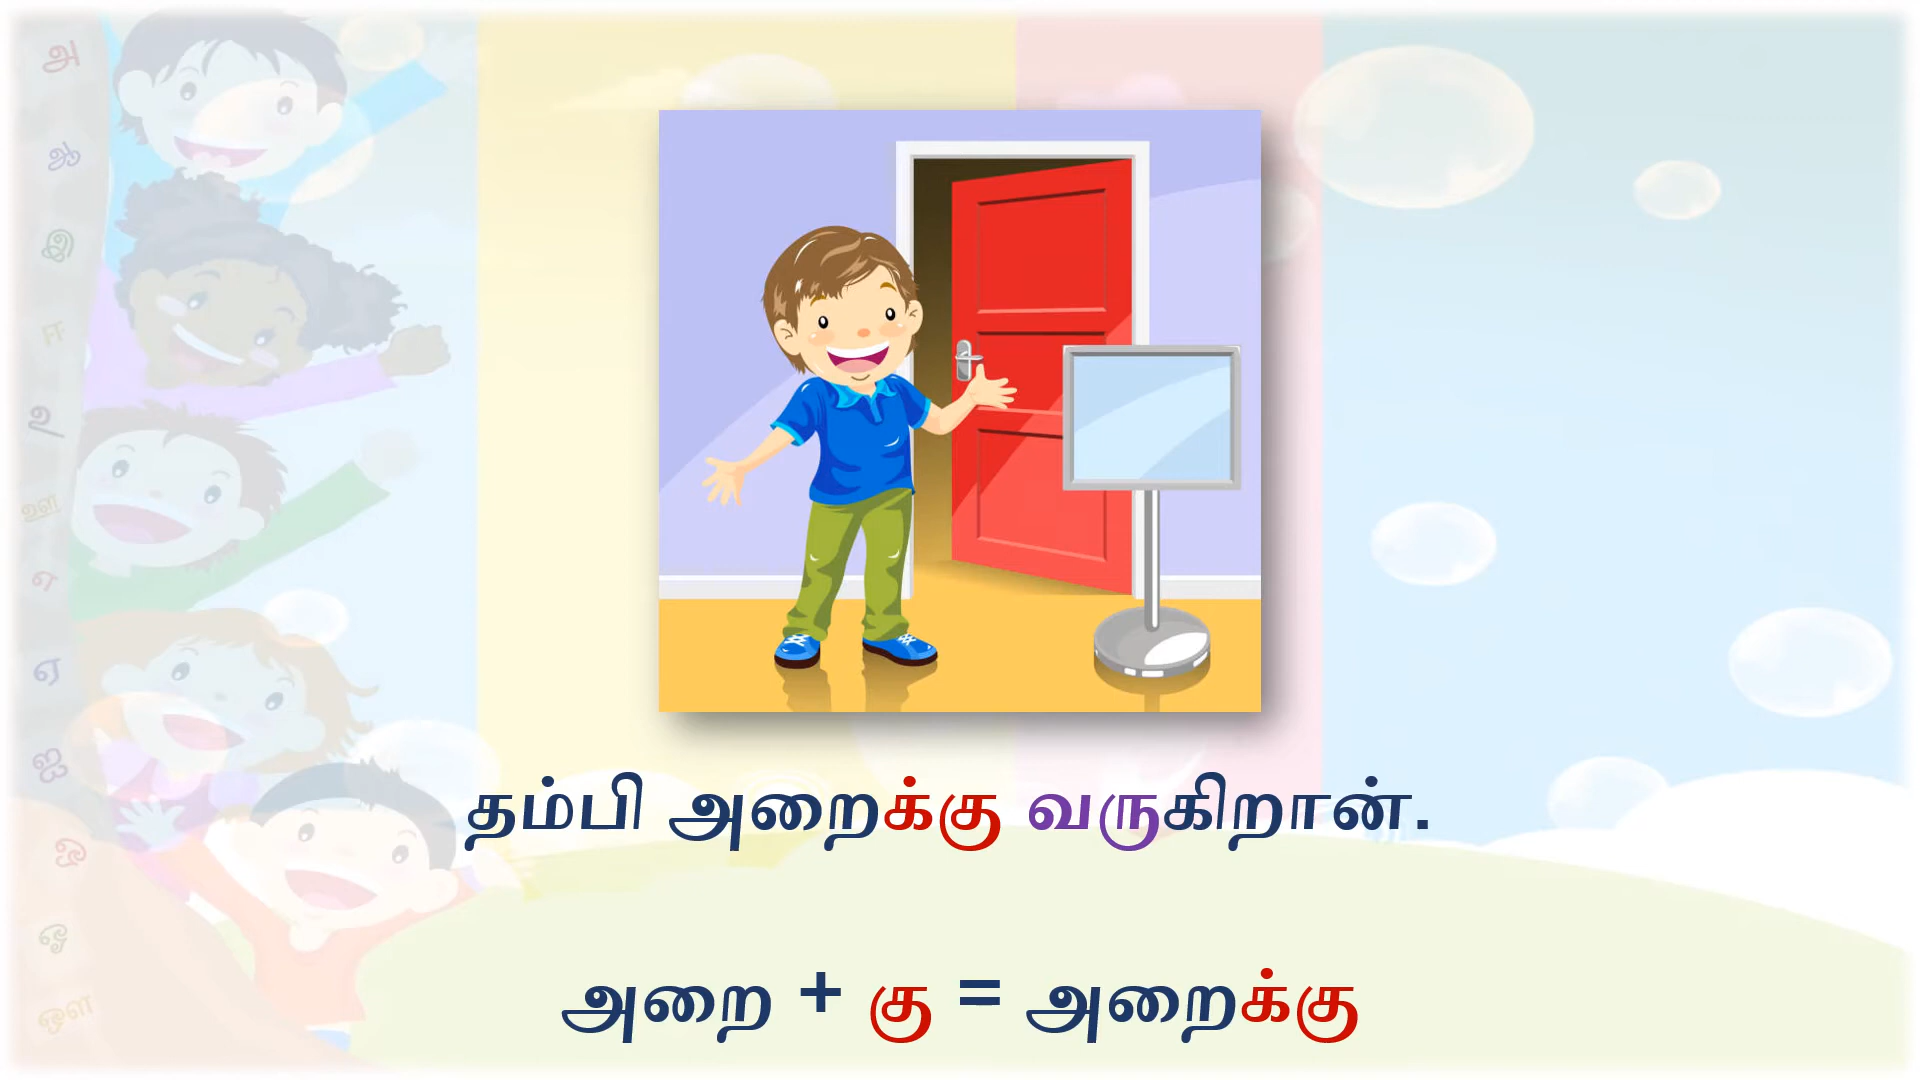 அ
ஆ
இ
ஈ
உ
ஊ
எ
ஏ
ஐ
ஒ
ஓ
ஔ
தம்பி அறைக்கு வருகிறான்.
அறை + கு = அறைக்கு